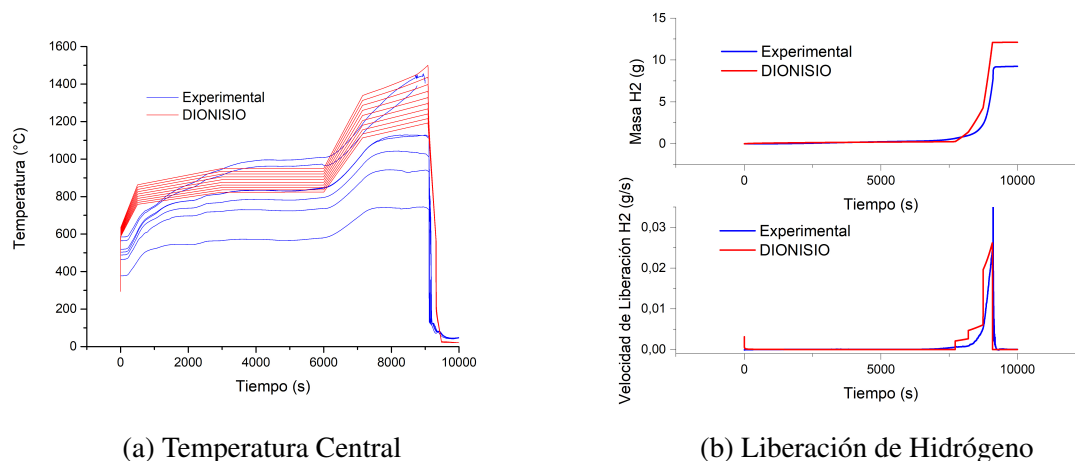 1600
1400
1200
1000
800
600
400
200
0
Temperatura (°C)
Experimental
DIONISIO
0 2000 4000 6000 8000 10000
Tiempo (s)
(a) Temperatura Central
15
10
5
0
Masa H2 (g)
Experimental
DIONISIO
0 5000 10000
Tiempo (s)
0,03
0,02
0,01
0,00
Velocidad de Liberación H2 (g/s)
Experimental
DIONISIO
0 5000 10000
Tiempo (s)
(b) Liberación de Hidrógeno